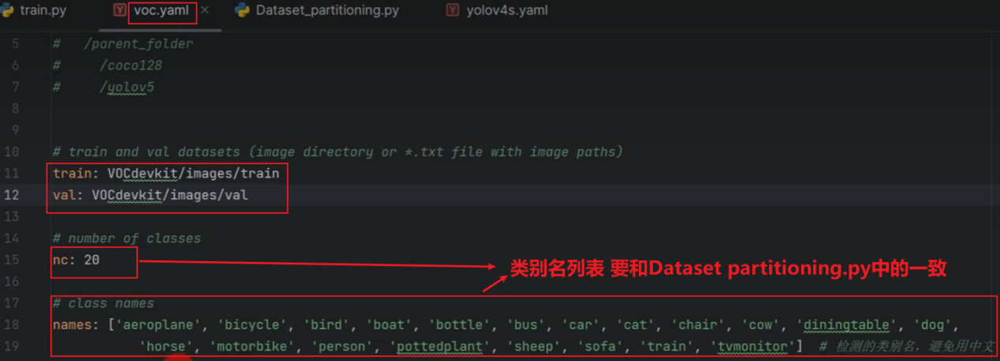 train.py voc.yaml × Dataset_partitioning.py yolov4s.yaml
5 # /parent_folder
6 # /coco128
7 # /yolov5
8
9
10 # train and val datasets (image directory or *.txt file with image paths)
11 train: VOCdevkit/images/train
12 val: VOCdevkit/images/val
13
14 # number of classes
15 nc: 20
类别名列表 要和Dataset partitioning.py中的一致
16
17 # class names
18 names: ['aeroplane', 'bicycle', 'bird', 'boat', 'bottle', 'bus', 'car', 'cat', 'chair', 'cow', 'diningtable', 'dog',
19 'horse', 'motorbike', 'person', 'pottedplant', 'sheep', 'sofa', 'train', 'tvmonitor'] # 检测的类别名，避免用中文